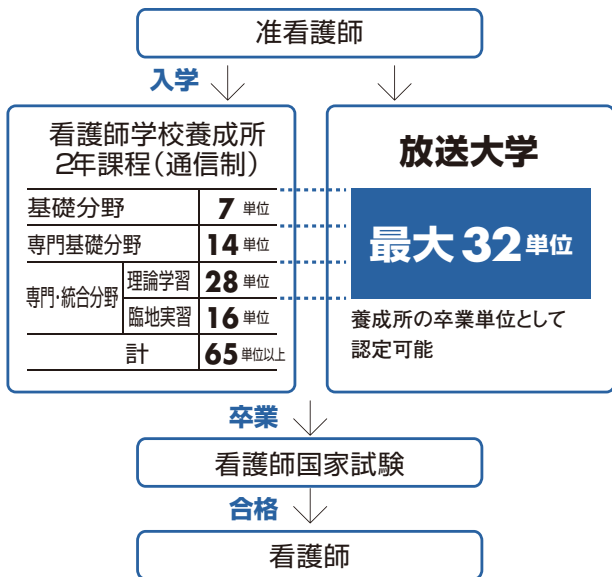 准看護師
入学
看護師学校養成所
2年課程(通信制)
基礎分野 7 単位
専門基礎分野 14 単位
専門・統合分野 理論学習 28 単位
臨地実習 16 単位
計 65 単位以上
放送大学
最大32単位
養成所の卒業単位として
認定可能
卒業
看護師国家試験
合格
看護師